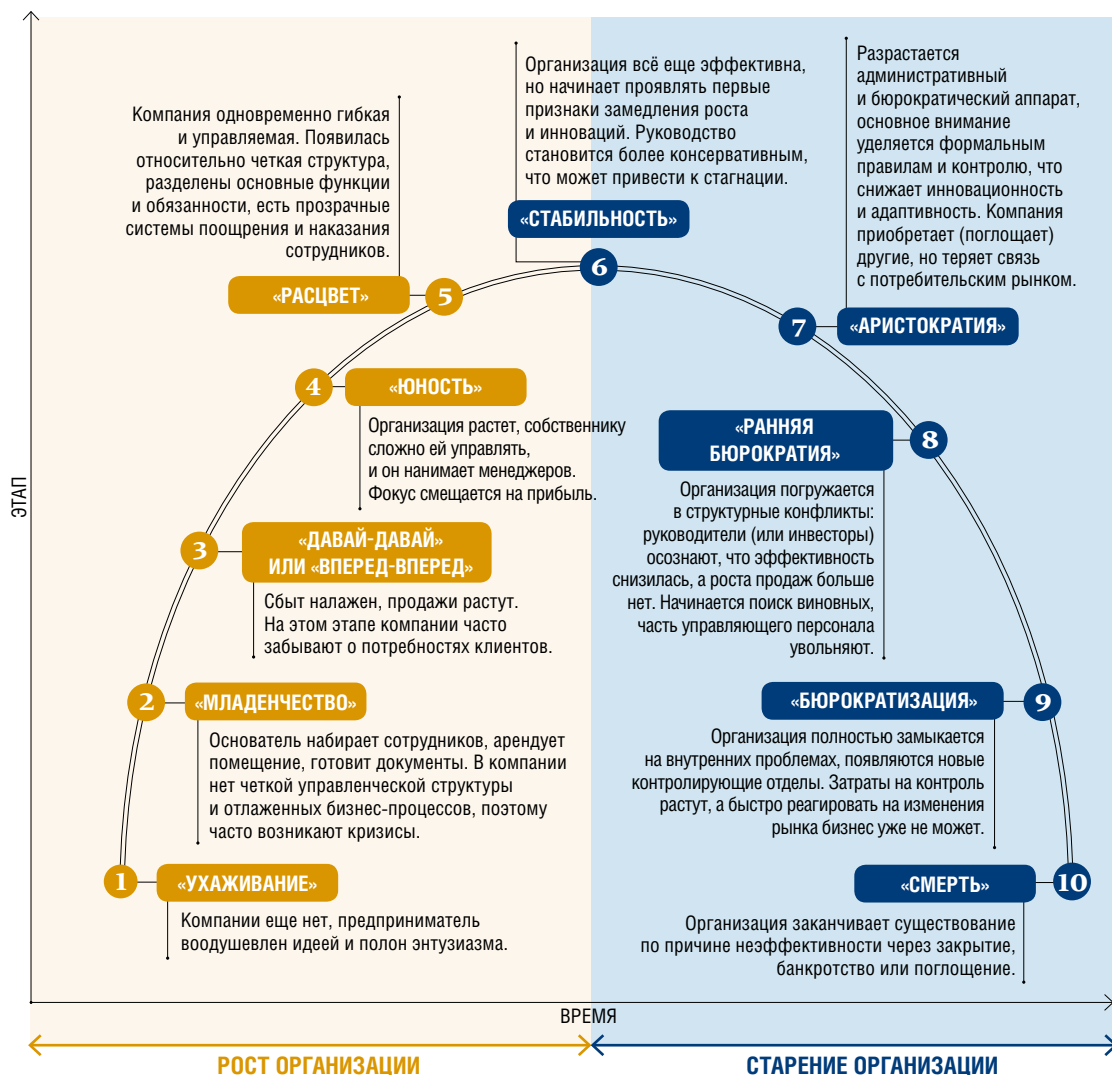 ЭТАП
1
«УХАЖИВАНИЕ»
Компании еще нет, предприниматель
воодушевлен идеей и полон энтузиазма.
2
«МЛАДЕНЧЕСТВО»
Основатель набирает сотрудников, арендует
помещение, готовит документы. В компании
нет четкой управленческой структуры
и отлаженных бизнес-процессов, поэтому
часто возникают кризисы.
3
«ДАВАЙ-ДАВАЙ»
ИЛИ «ВПЕРЕД-ВПЕРЕД»
Сбыт налажен, продажи растут.
На этом этапе компании часто
забывают о потребностях клиентов.
4
«ЮНОСТЬ»
Организация растет, собственнику
сложно ей управлять,
и он нанимает менеджеров.
Фокус смещается на прибыль.
Компания одновременно гибкая
и управляемая. Появилась
относительно четкая структура,
разделены основные функции
и обязанности, есть прозрачные
системы поощрения и наказания
сотрудников.
«РАСЦВЕТ»
5
Организация всё еще эффективна,
но начинает проявлять первые
признаки замедления роста
и инноваций. Руководство
становится более консервативным,
что может привести к стагнации.
«СТАБИЛЬНОСТЬ»
6
Разрастается
административный
и бюрократический аппарат,
основное внимание
уделяется формальным
правилам и контролю, что
снижает инновационность
и адаптивность. Компания
приобретает (поглощает)
другие, но теряет связь
с потребительским рынком.
7
«АРИСТОКРАТИЯ»
«РАННЯЯ
БЮРОКРАТИЯ»
8
Организация погружается
в структурные конфликты:
руководители (или инвесторы)
осознают, что эффективность
снизилась, а роста продаж больше
нет. Начинается поиск виновных,
часть управляющего персонала
увольняют.
«БЮРОКРАТИЗАЦИЯ»
9
Организация полностью замыкается
на внутренних проблемах, появляются новые
контролирующие отделы. Затраты на контроль
растут, а быстро реагировать на изменения
рынка бизнес уже не может.
«СМЕРТЬ»
10
Организация заканчивает существование
по причине неэффективности через закрытие,
банкротство или поглощение.
ВРЕМЯ
РОСТ ОРГАНИЗАЦИИ
СТАРЕНИЕ ОРГАНИЗАЦИИ